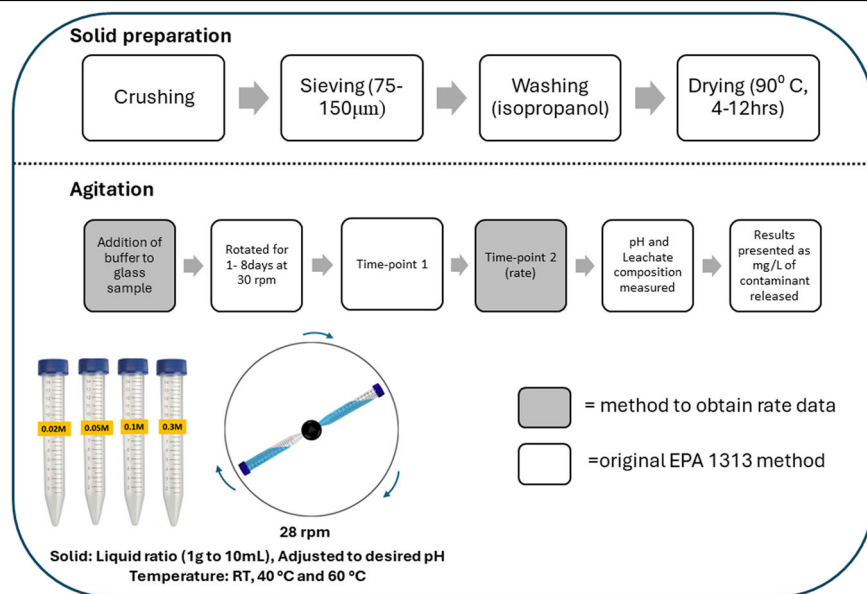 Solid preparation
Crushing
Sieving (75-
150μm)
Washing
(isopropanol)
Drying (90⁰ C,
4-12hrs)
Agitation
Addition of
buffer to
glass
sample
Rotated for
1- 8days at
30 rpm
Time-point 1
Time-point 2
(rate)
pH and
Leachate
composition
measured
Results
presented as
mg/L of
contaminant
released
0.02M
0.05M
0.1M
0.3M
= method to obtain rate data
=original EPA 1313 method
28 rpm
Solid: Liquid ratio (1g to 10mL), Adjusted to desired pH
Temperature: RT, 40 °C and 60 °C